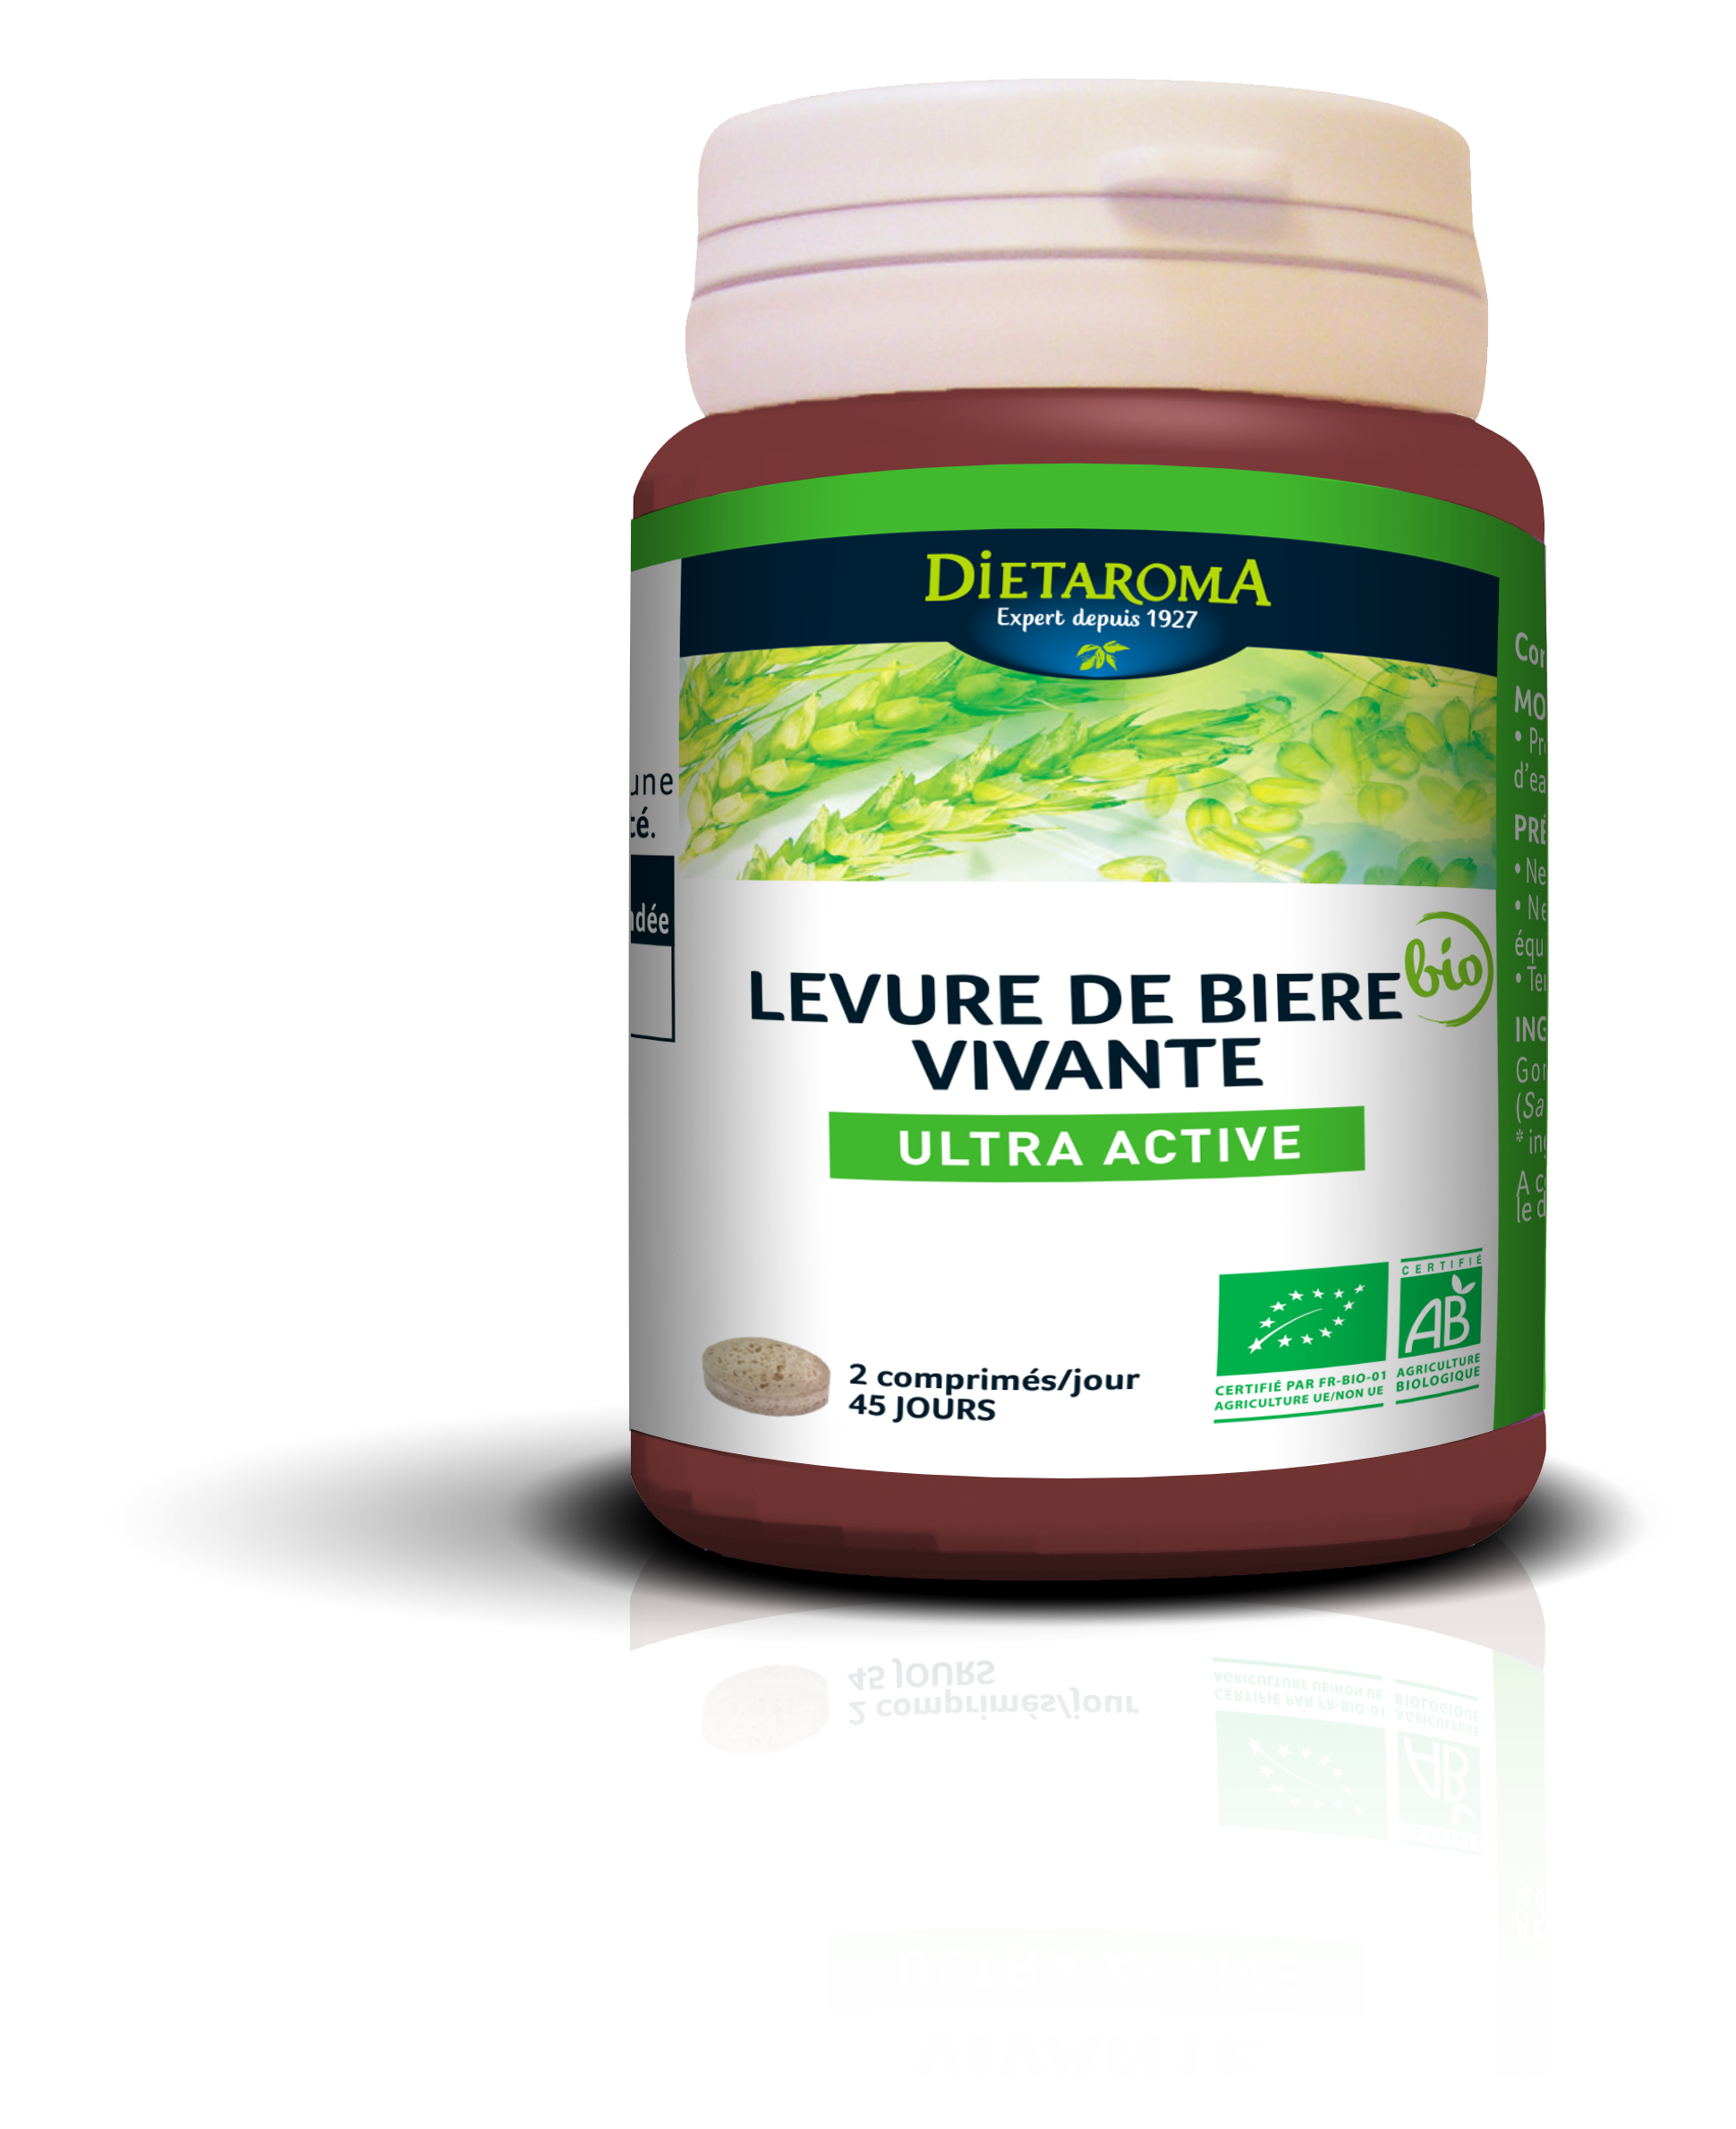 DiETAROMA
Expert depuis 1927
LEVURE DE BIERE
bio
VIVANTE
ULTRA ACTIVE
2 comprimés/jour
45 JOURS
CERTIFIÉ PAR FR-BIO-01
AGRICULTURE UE/NON UE
CERTIFIÉ
AB
AGRICULTURE
BIOLOGIQUE
une